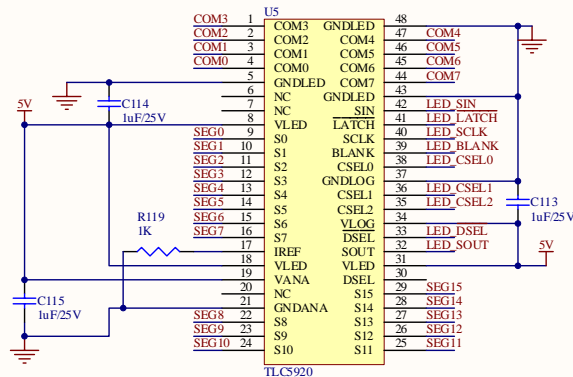 U5
COM3 1 COM3 GNDLED 48
COM2 2 COM2 COM4 47 COM4
COM1 3 COM1 COM5 46 COM5
COM0 4 COM0 COM6 45 COM6
5 GNDLED COM7 44 COM7
6 NC GNDLED 43
C114 7 NC SIN 42 LED_SIN
5V 1uF/25V 8 VLED LATCH 41 LED_LATCH
SEG0 9 S0 SCLK 40 LED_SCLK
SEG1 10 S1 BLANK 39 LED_BLANK
SEG2 11 S2 CSEL0 38 LED_CSEL0
SEG3 12 S3 GNDLOG 37
SEG4 13 S4 CSEL1 36 LED_CSEL1
SEG5 14 S5 CSEL2 35 LED_CSEL2 C113
R119 SEG6 15 S6 VLOG 34 1uF/25V
1K SEG7 16 S7 DSEL 33 LED_DSEL
17 IREF SOUT 32 LED_SOUT
18 VLED VLED 31 5V
19 VANA DSEL 30
20 NC S15 29 SEG15
C115 21 GNDANA S14 28 SEG14
1uF/25V SEG8 22 S8 S13 27 SEG13
SEG9 23 S9 S12 26 SEG12
SEG10 24 S10 S11 25 SEG11
TLC5920